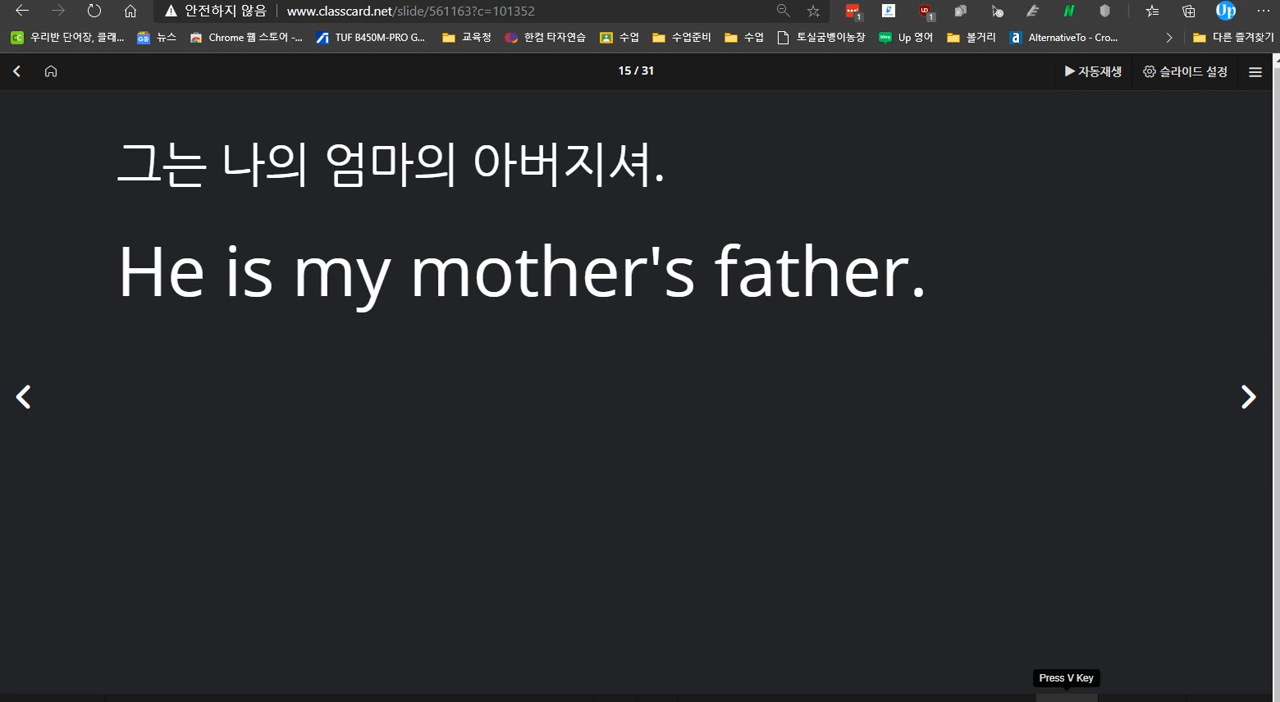 안전하지 않음 www.classcard.net/slide/561163?c=101352
우리반 단어장, 클래... 뉴스 Chrome 웹 스토어 -... TUF B450M-PRO G... 교육청 한컴 타자연습 수업 수업준비 수업 토실굼벵이농장 Up 영어 볼거리 AlternativeTo - Cro... 다른 즐겨찾기
15 / 31 자동재생 슬라이드 설정
그는 나의 엄마의 아버지셔.
He is my mother's father.
Press V Key